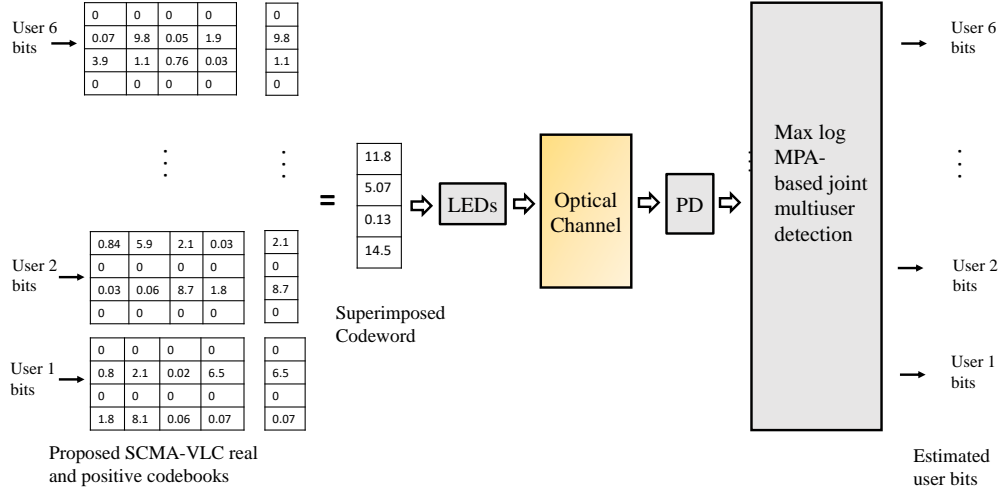 User 6
bits
0 0 0 0
0.07 9.8 0.05 1.9
3.9 1.1 0.76 0.03
0 0 0 0
0
9.8
1.1
0
User 2
bits
0.84 5.9 2.1 0.03
0 0 0 0
0.03 0.06 8.7 1.8
0 0 0 0
2.1
0
8.7
0
User 1
bits
0 0 0 0
0.8 2.1 0.02 6.5
0 0 0 0
1.8 8.1 0.06 0.07
0
6.5
0
0.07
Proposed SCMA-VLC real
and positive codebooks
=
11.8
5.07
0.13
14.5
Superimposed
Codeword
LEDs
Optical
Channel
PD
Max log
MPA-
based joint
multiuser
detection
User 6
bits
User 2
bits
User 1
bits
Estimated
user bits